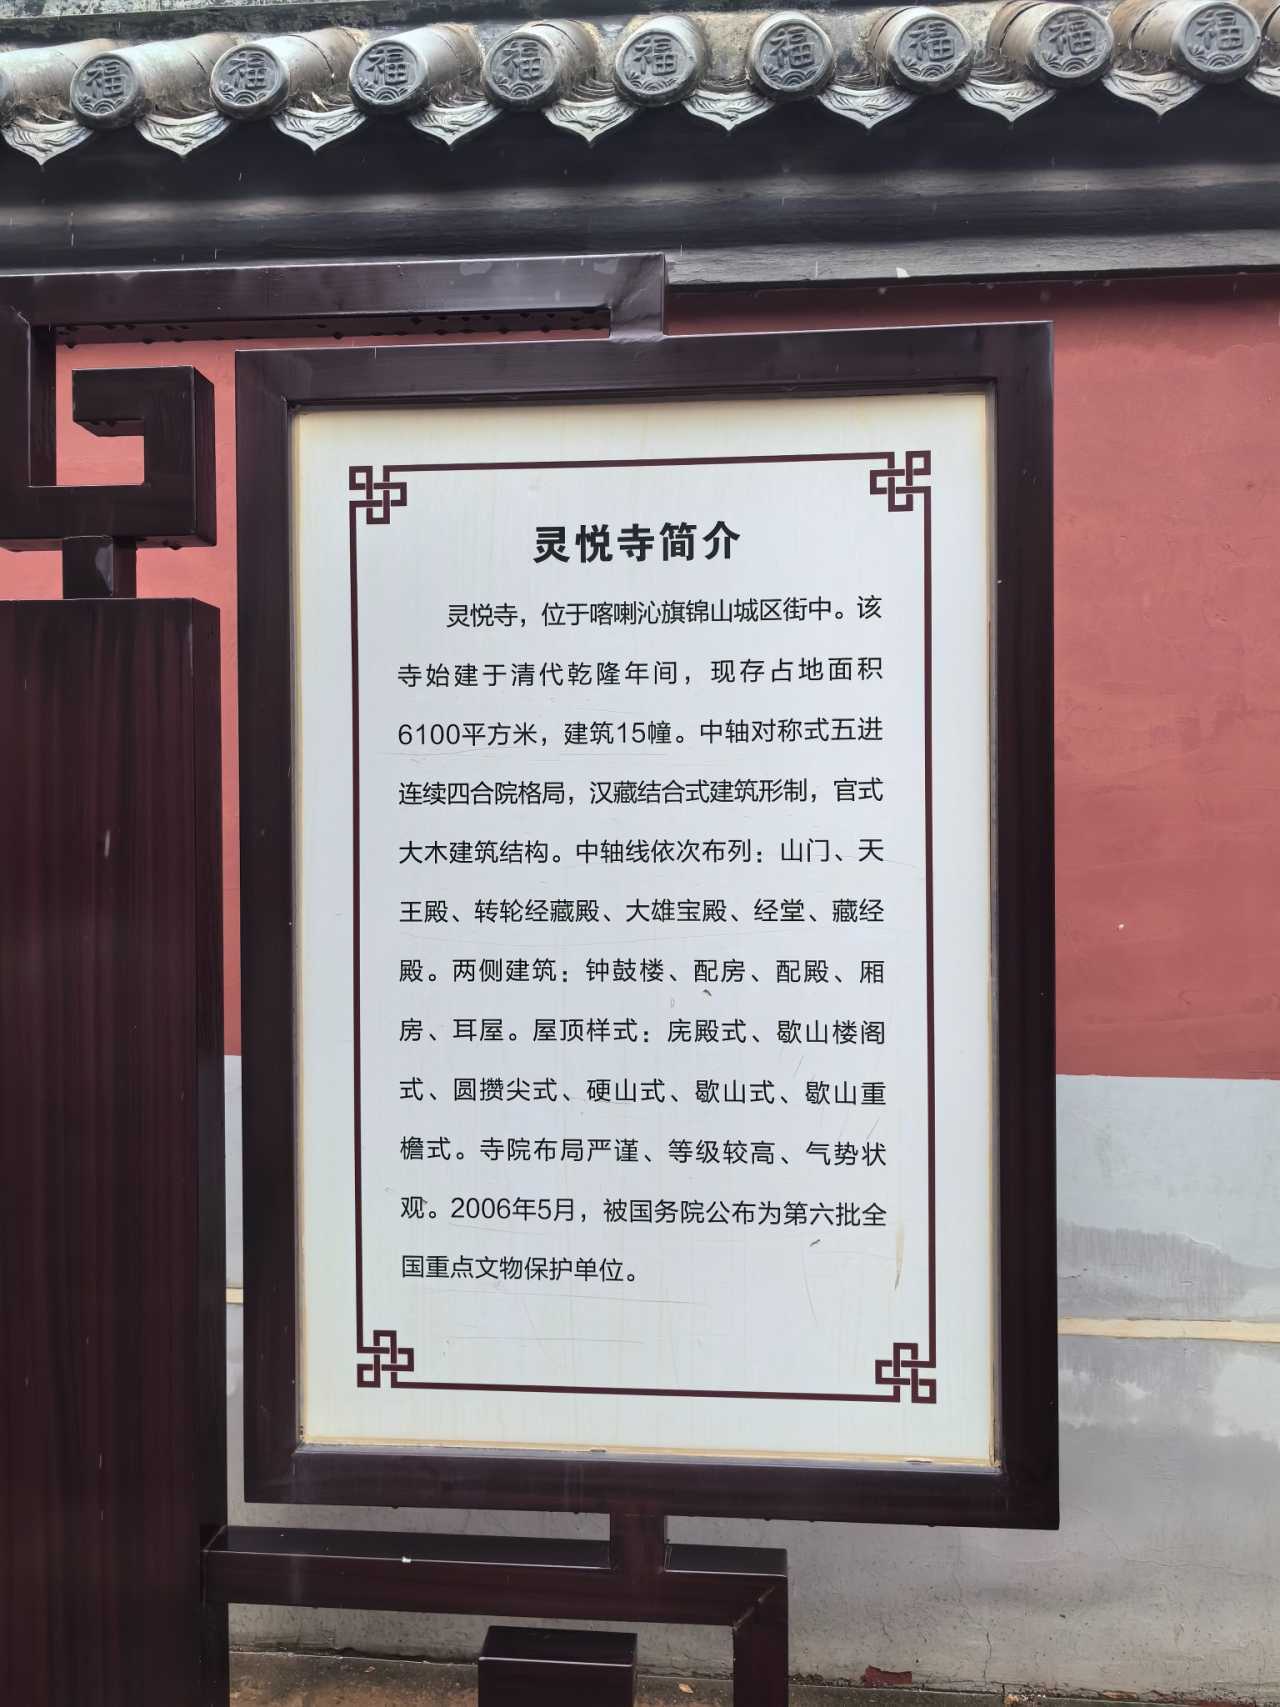 福 福 福 福 福 福 福 福 福
灵悦寺简介
灵悦寺，位于喀喇沁旗锦山城区街中。该
寺始建于清代乾隆年间，现存占地面积
6100平方米，建筑15幢。中轴对称式五进
连续四合院格局，汉藏结合式建筑形制，官式
大木建筑结构。中轴线依次布列：山门、天
王殿、转轮经藏殿、大雄宝殿、经堂、藏经
殿。两侧建筑：钟鼓楼、配房、配殿、厢
房、耳屋。屋顶样式：庑殿式、歇山楼阁
式、圆攒尖式、硬山式、歇山式、歇山重
檐式。寺院布局严谨、等级较高、气势状
观。2006年5月，被国务院公布为第六批全
国重点文物保护单位。